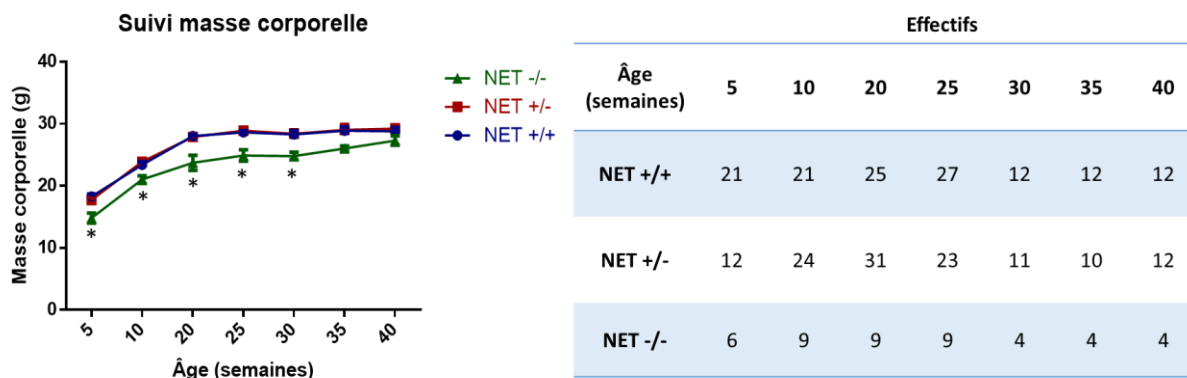 Suivi masse corporelle
Masse corporelle (g)
40
30
20
10
0
* * * * *
5 10 20 25 30 35 40
Âge (semaines)
NET -/-
NET +/-
NET +/+
Effectifs
Âge (semaines) 5 10 20 25 30 35 40
NET +/+ 21 21 25 27 12 12 12
NET +/- 12 24 31 23 11 10 12
NET -/- 6 9 9 9 4 4 4